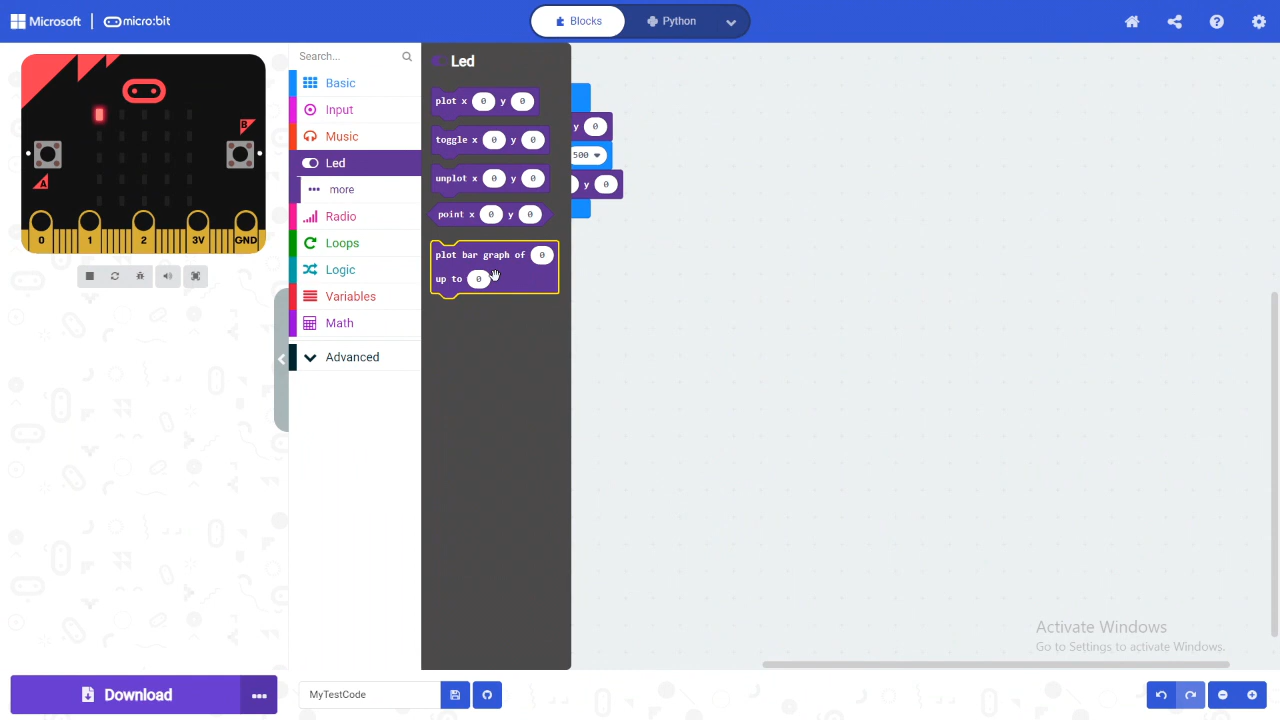 Microsoft micro:bit Blocks Python
Search...
Led
Basic
Input
Music
Led
more
Radio
Loops
Logic
Variables
Math
Advanced
plot x 0 y 0
toggle x 0 y 0
unplot x 0 y 0
point x 0 y 0
plot bar graph of 0
up to 0
y 0
500
y 0
B
A
0 1 2 3V GND
Activate Windows
Go to Settings to activate Windows.
Download
MyTestCode